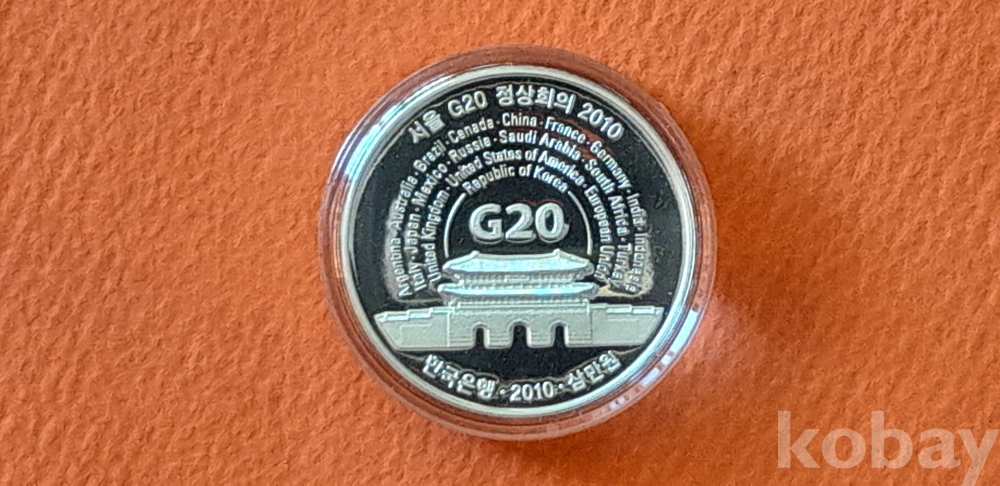 서울 G20 정상회의 2010
Argentina · Australia · Brazil · Canada · China · France · Germany · India · Indonesia
Italy · Japan · Mexico · Russia · Saudi Arabia · South Africa · Turkey
United Kingdom · United States of America · European Union
Republic of Korea
G20
한국은행 · 2010 · 삼만원
kobay